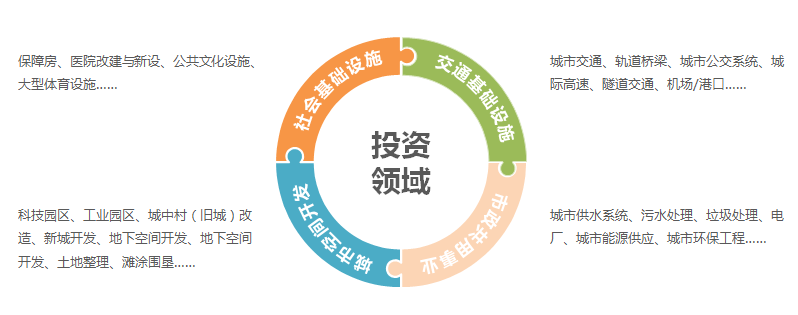 保障房、医院改建与新设、公共文化设施、
大型体育设施......
社会基础设施
交通基础设施
城市交通、轨道桥梁、城市公交系统、城
际高速、隧道交通、机场/港口......
投资
领域
科技园区、工业园区、城中村（旧城）改
造、新城开发、地下空间开发、地下空间
开发、土地整理、滩涂围垦......
城市空间开发
市政共用事业
城市供水系统、污水处理、垃圾处理、电
厂、城市能源供应、城市环保工程......